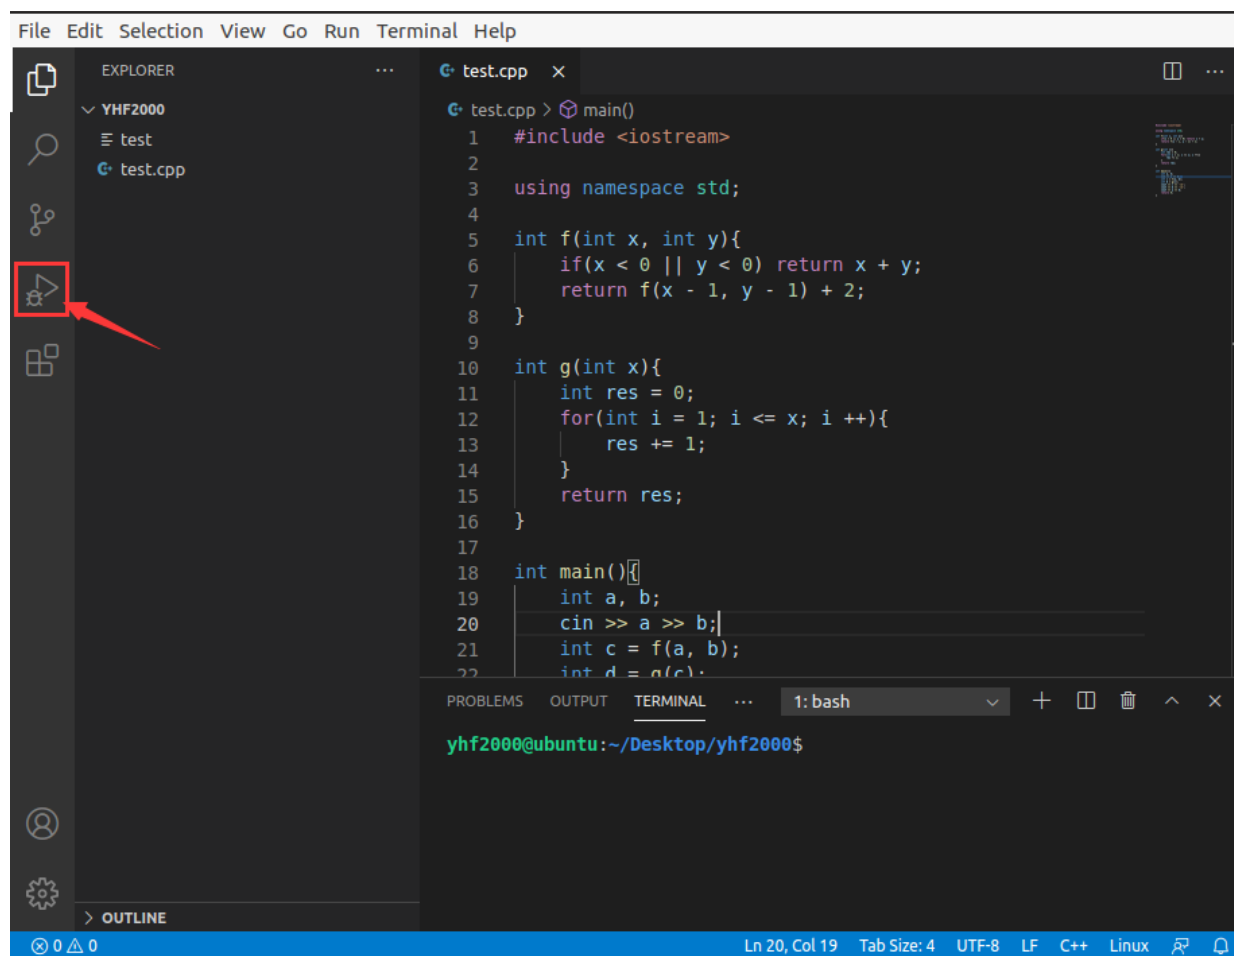 File Edit Selection View Go Run Terminal Help
EXPLORER
YHF2000
test
test.cpp
OUTLINE
test.cpp
test.cpp > main()
1 #include <iostream>
2
3 using namespace std;
4
5 int f(int x, int y){
6 if(x < 0 || y < 0) return x + y;
7 return f(x - 1, y - 1) + 2;
8 }
9
10 int g(int x){
11 int res = 0;
12 for(int i = 1; i <= x; i ++){
13 res += 1;
14 }
15 return res;
16 }
17
18 int main(){
19 int a, b;
20 cin >> a >> b;
21 int c = f(a, b);
22 int d = g(c);
PROBLEMS OUTPUT TERMINAL ··· 1: bash
yhf2000@ubuntu:~/Desktop/yhf2000$
0 0 Ln 20, Col 19 Tab Size: 4 UTF-8 LF C++ Linux